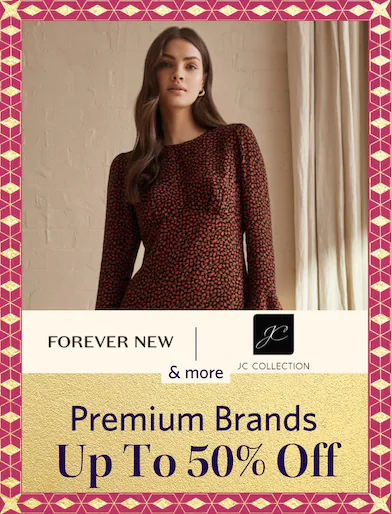 FOREVER NEW
JC
JC COLLECTION
& more
Premium Brands
Up To 50% Off